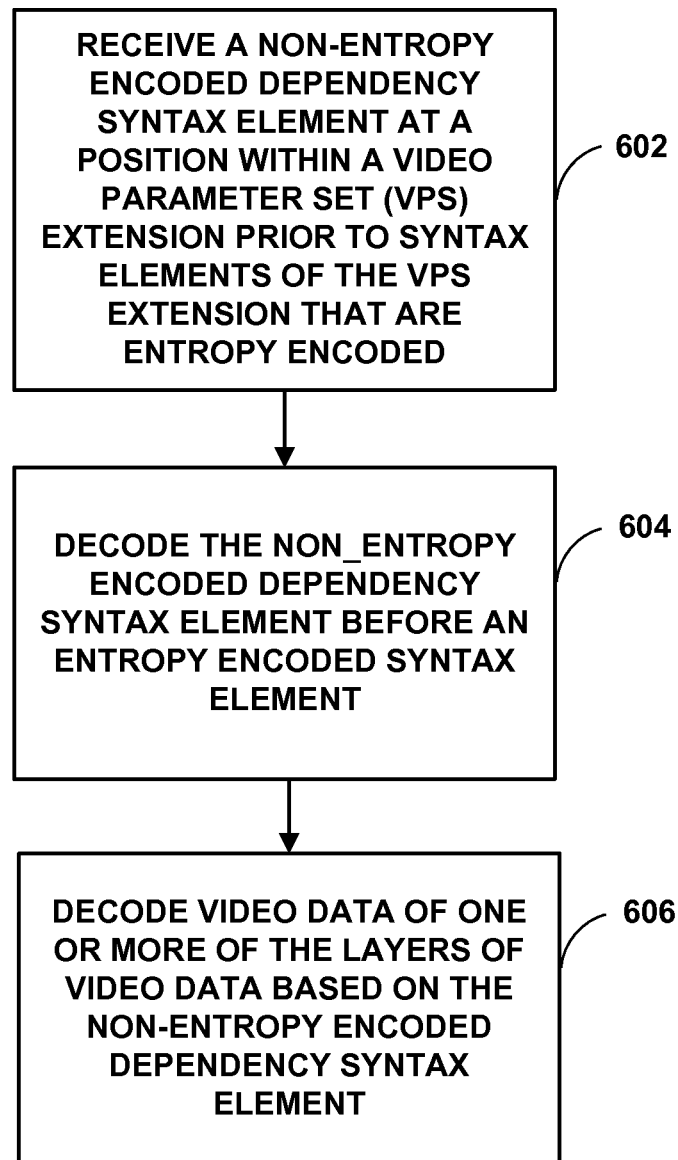 RECEIVE A NON-ENTROPY
ENCODED DEPENDENCY
SYNTAX ELEMENT AT A
POSITION WITHIN A VIDEO
PARAMETER SET (VPS)
EXTENSION PRIOR TO SYNTAX
ELEMENTS OF THE VPS
EXTENSION THAT ARE
ENTROPY ENCODED
602
DECODE THE NON_ENTROPY
ENCODED DEPENDENCY
SYNTAX ELEMENT BEFORE AN
ENTROPY ENCODED SYNTAX
ELEMENT
604
DECODE VIDEO DATA OF ONE
OR MORE OF THE LAYERS OF
VIDEO DATA BASED ON THE
NON-ENTROPY ENCODED
DEPENDENCY SYNTAX
ELEMENT
606